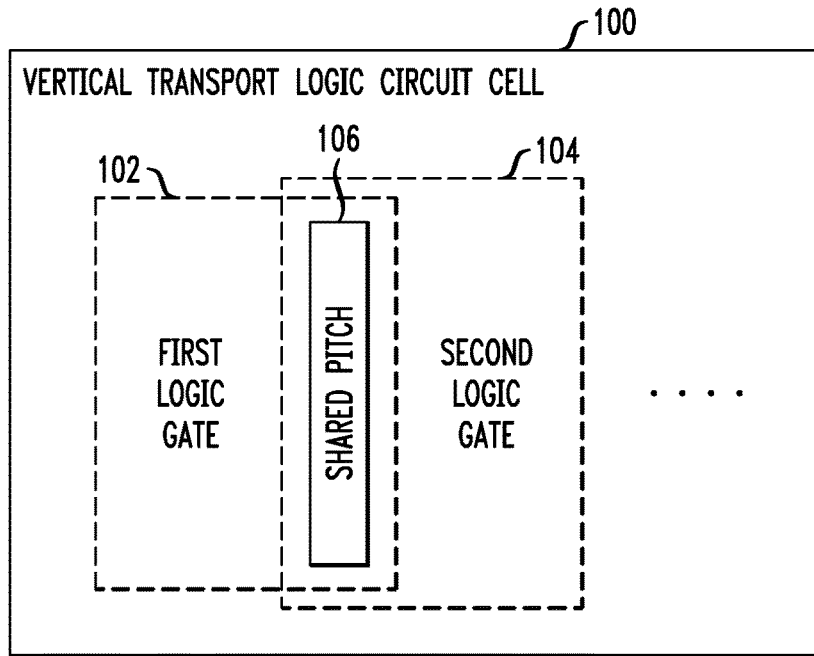 100
VERTICAL TRANSPORT LOGIC CIRCUIT CELL
106
102
104
FIRST
LOGIC
GATE
SHARED PITCH
SECOND
LOGIC
GATE
. . . .